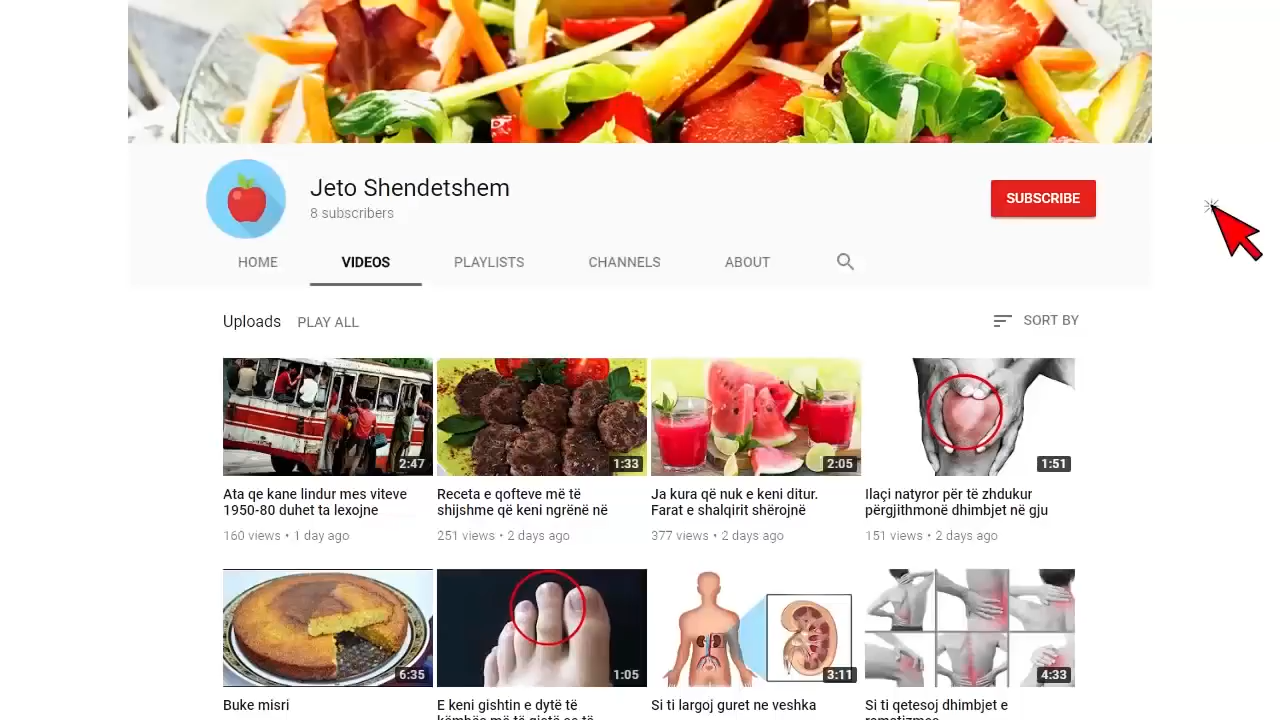 Jeto Shendetshem
8 subscribers
SUBSCRIBE
HOME VIDEOS PLAYLISTS CHANNELS ABOUT
Uploads PLAY ALL SORT BY
2:47 1:33 2:05 1:51
Ata qe kane lindur mes viteve
1950-80 duhet ta lexojne
160 views • 1 day ago
Receta e qofteve më të
shijshme që keni ngrënë në
251 views • 2 days ago
Ja kura që nuk e keni ditur.
Farat e shalqirit shërojnë
377 views • 2 days ago
Ilaçi natyror për të zhdukur
përgjithmonë dhimbjet në gju
151 views • 2 days ago
6:35 1:05 3:11 4:33
Buke misri
E keni gishtin e dytë të
Si ti largoj guret ne veshka
Si ti qetesoj dhimbjet e